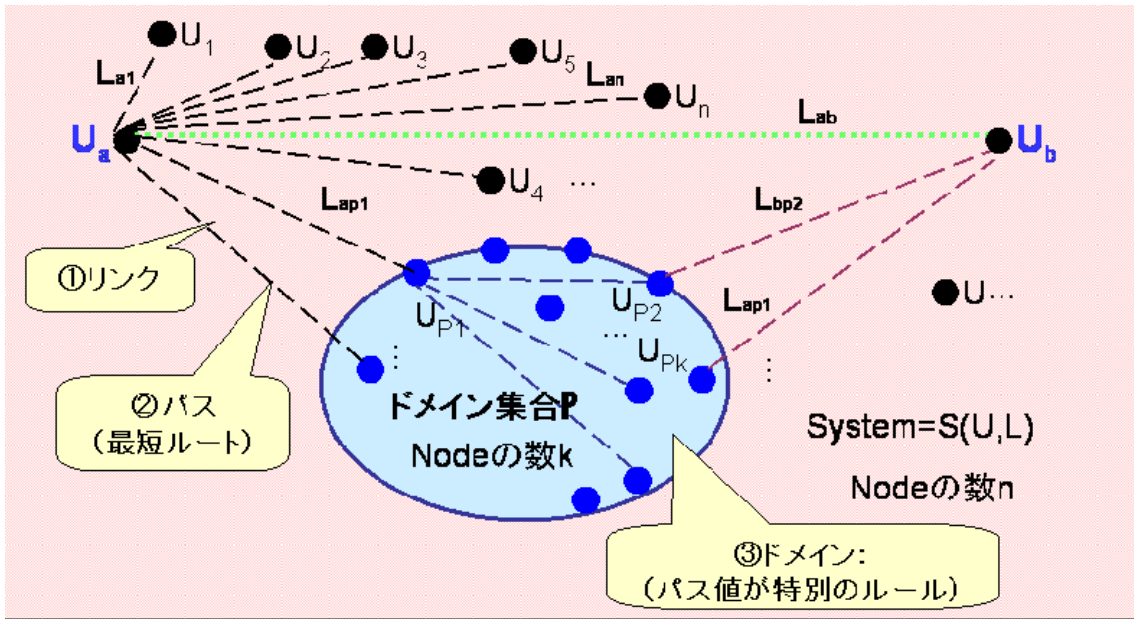 U1
U2
U3
U5
La1
Lan
Un
Lab
Ua
Ub
U4 …
Lap1
Lbp2
①リンク
UP1
UP2
Lap1
U…
…
UPk
⋮
⋮
②パス
(最短ルート)
ドメイン集合P
Nodeの数k
System=S(U,L)
Nodeの数n
③ドメイン:
(パス値が特別のルール)